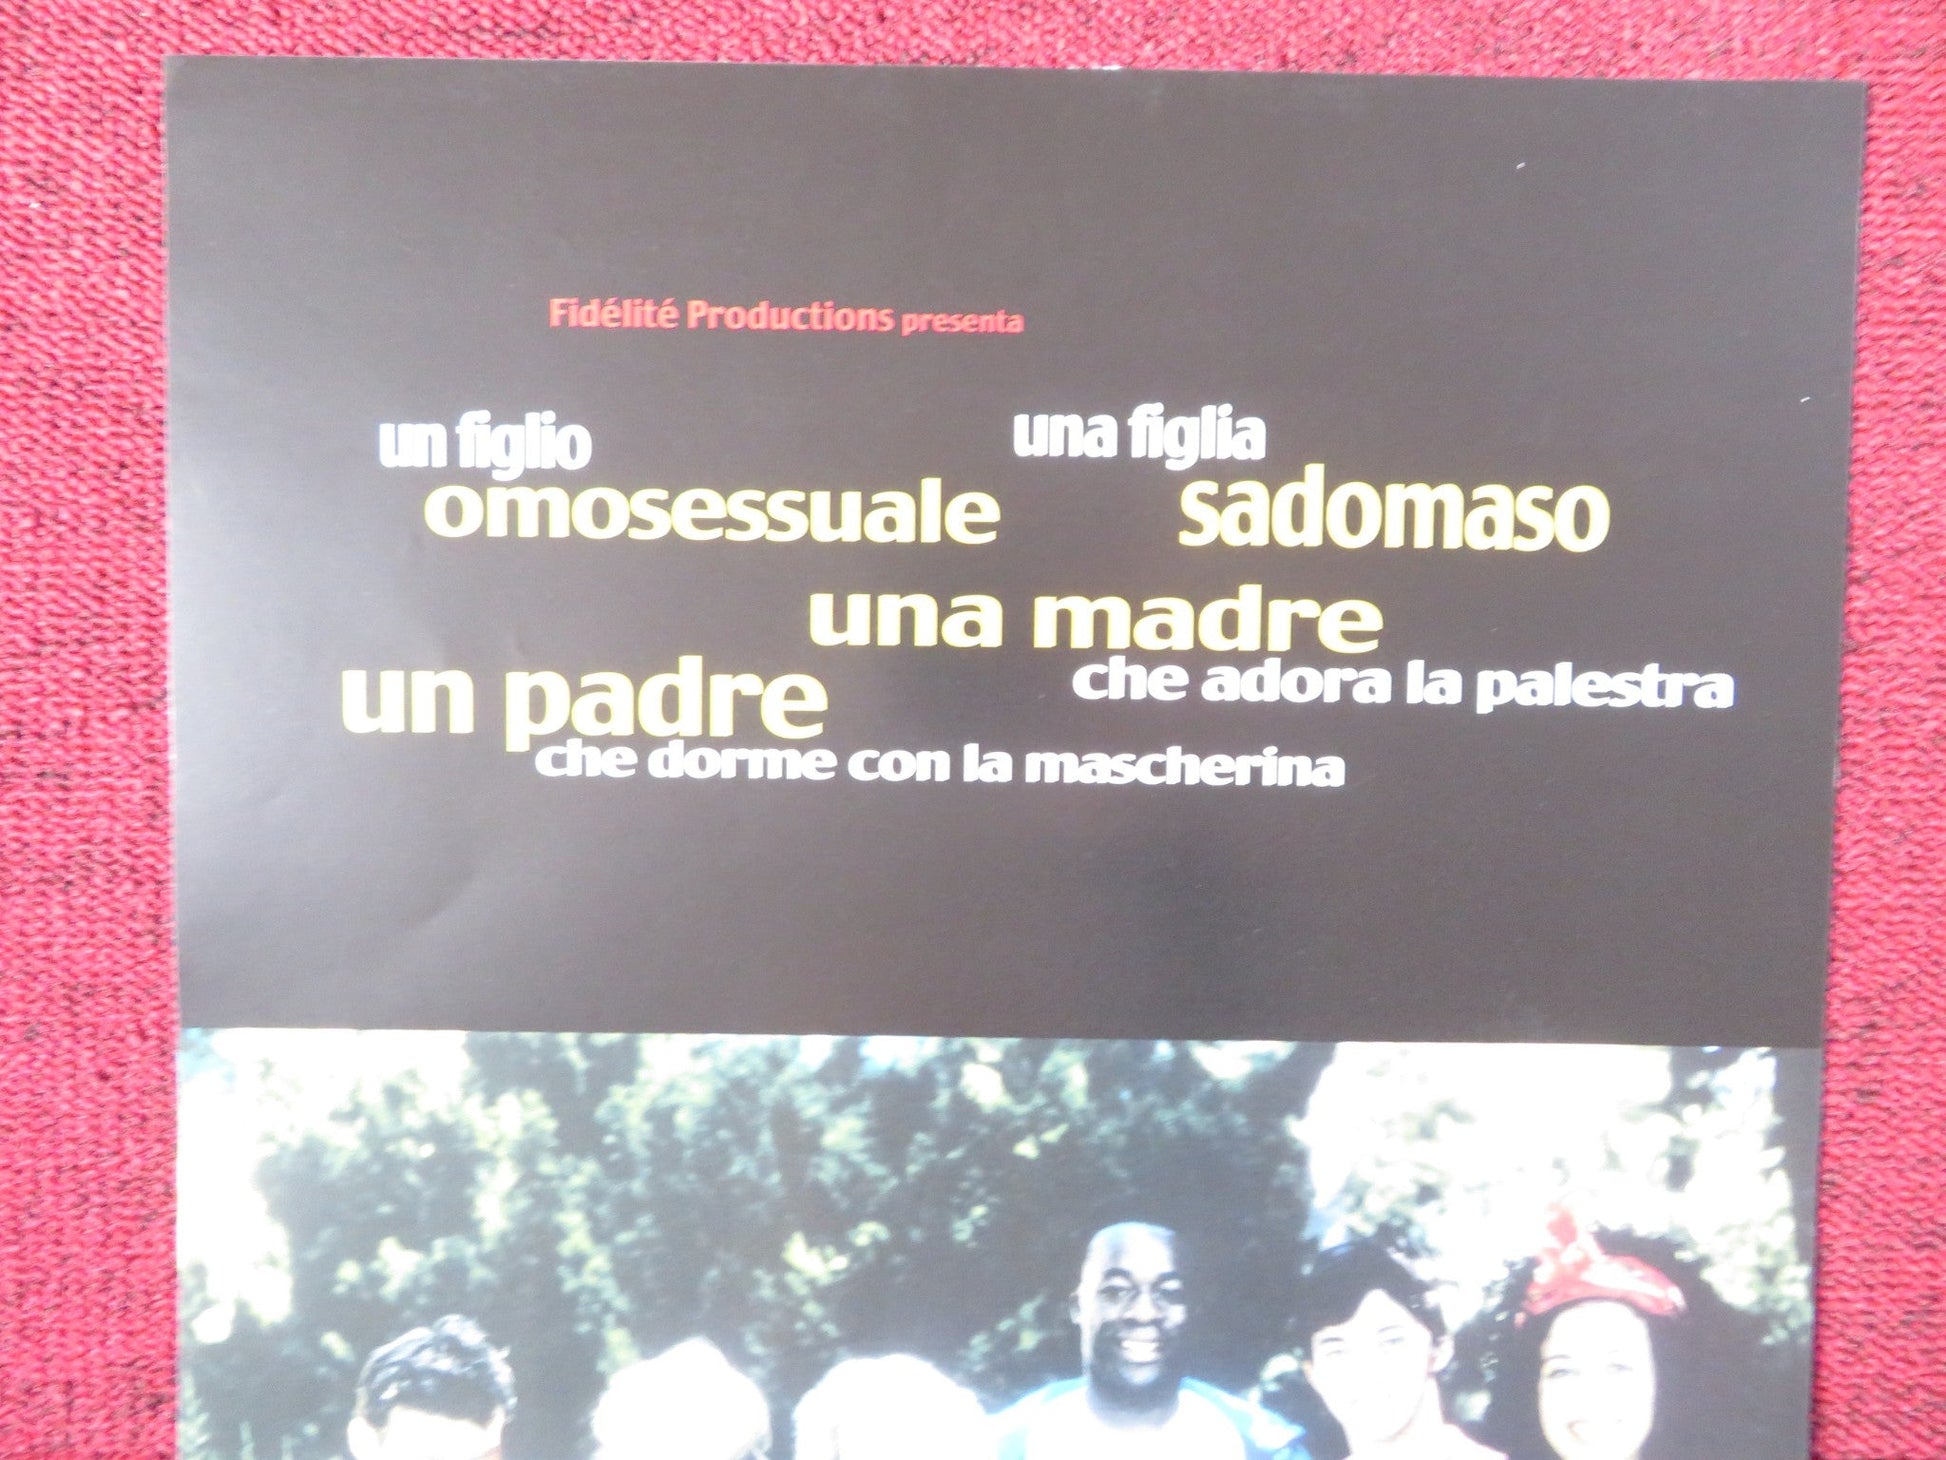 Fidélité Productions presenta
un figlio
omosessuale
una figlia
sadomaso
una madre
che adora la palestra
un padre
che dorme con la mascherina